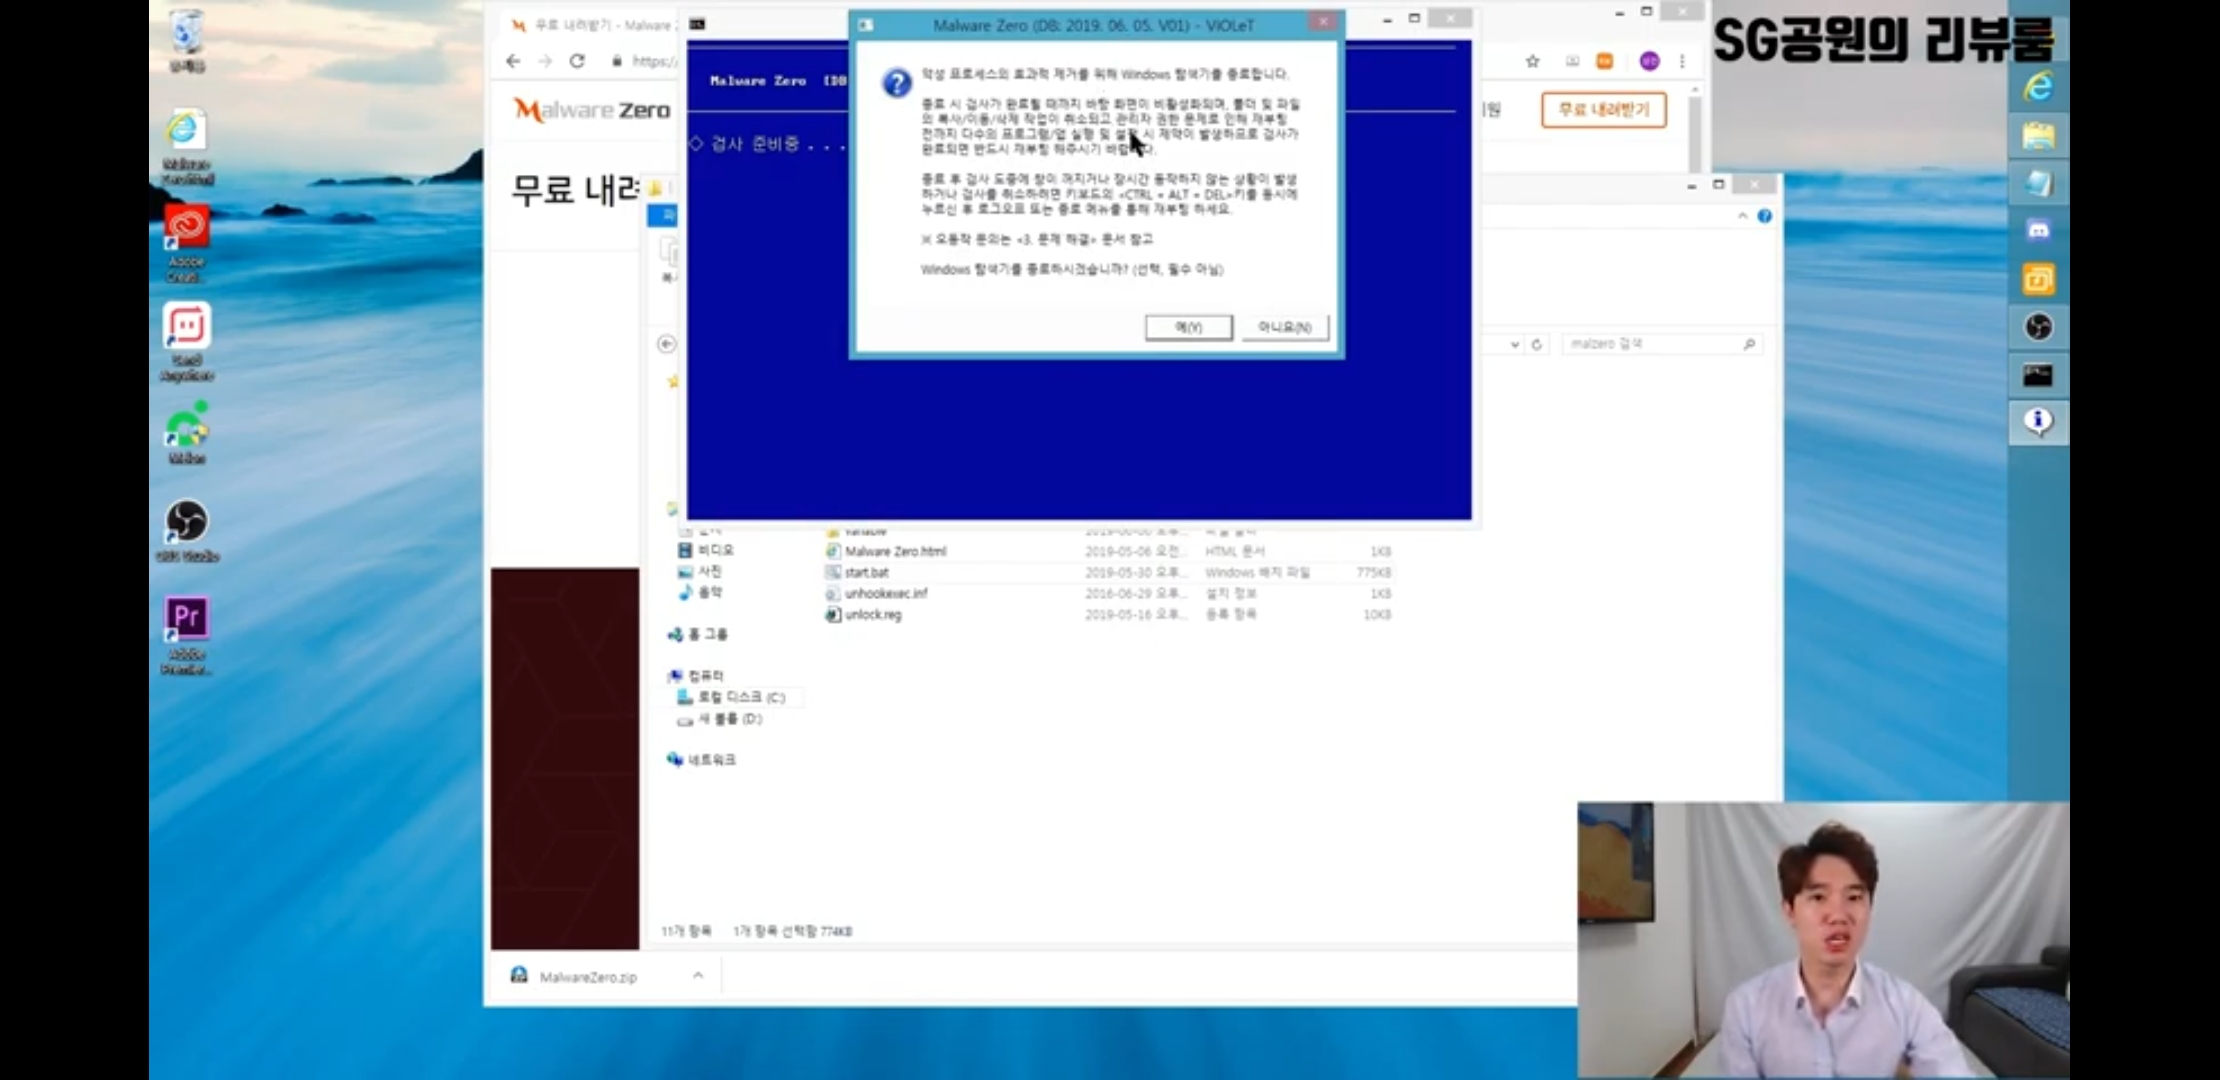 SG공원의 리뷰룸
무료 내려받기 - Malware
https:/
Malware Zero
무료 내려받기
무료 내려
Malware Zero
◇ 검사 준비중 . . .
Malware Zero (DB: 2019. 06. 05. V01) - ViOLeT
악성 프로세스의 효과적 제거를 위해 Windows 탐색기를 종료합니다.
종료 시 검사가 완료될 때까지 바탕 화면이 비활성화되며, 폴더 및 파일
의 복사/이동/삭제 작업이 취소되고 관리자 권한 문제로 인해 재부팅
전까지 다수의 프로그램/앱 실행 및 설치 시 제약이 발생하므로 검사가
완료되면 반드시 재부팅 해주시기 바랍니다.
종료 후 검사 도중에 창이 꺼지거나 장시간 동작하지 않는 상황이 발생
하거나 검사를 취소하려면 키보드의 <CTRL + ALT + DEL>키를 동시에
누르신 후 로그오프 또는 종료 메뉴를 통해 재부팅 하세요.
※ 오동작 문의는 <3. 문제 해결> 문서 참고
Windows 탐색기를 종료하시겠습니까? (선택, 필수 아님)
예(Y) 아니요(N)
malzero 검색
Malware Zero.html 2019-05-06 오전... HTML 문서 1KB
start.bat 2019-05-30 오후... Windows 배치 파일 775KB
unhookexec.inf 2016-06-29 오후... 설치 정보 1KB
unlock.reg 2019-05-16 오후... 등록 항목 10KB
비디오
사진
음악
홈 그룹
컴퓨터
로컬 디스크 (C:)
새 볼륨 (D:)
네트워크
11개 항목 1개 항목 선택함 774KB
MalwareZero.zip
Adobe
Creati...
Send
Anywhere
OBS Studio
Pr
Adobe
Premier...